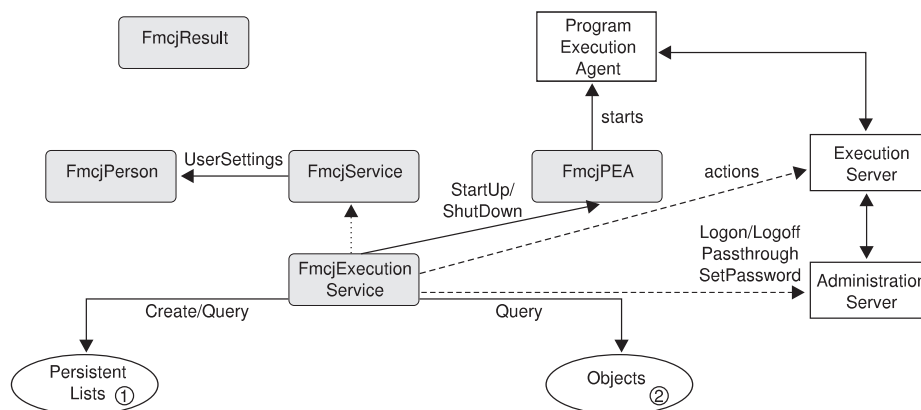 FmcjResult
Program
Execution
Agent
starts
FmcjPerson
UserSettings
FmcjService
FmcjPEA
StartUp/
ShutDown
actions
Execution
Server
Logon/Logoff
Passthrough
SetPassword
FmcjExecution
Service
Administration
Server
Create/Query
Query
Persistent
Lists ①
Objects ②